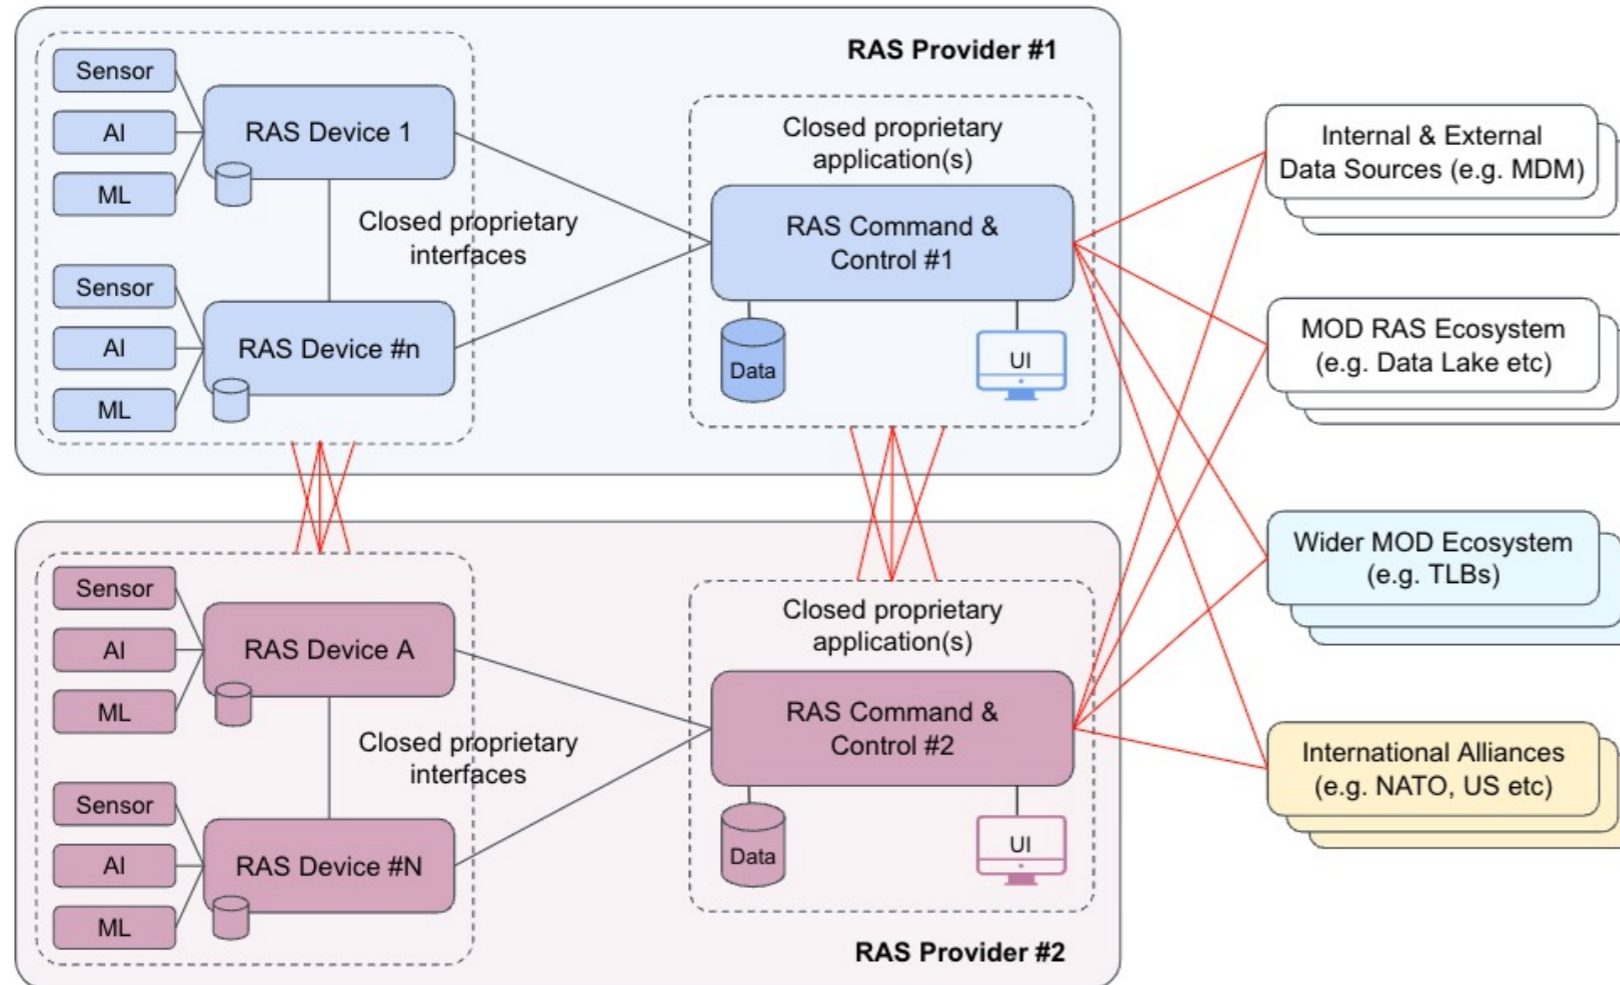 RAS Provider #1
Sensor
AI
ML
RAS Device 1
Closed proprietary
interfaces
Sensor
AI
ML
RAS Device #n
Closed proprietary
application(s)
RAS Command &
Control #1
Data
UI
Sensor
AI
ML
RAS Device A
Closed proprietary
interfaces
Sensor
AI
ML
RAS Device #N
Closed proprietary
application(s)
RAS Command &
Control #2
Data
UI
RAS Provider #2
Internal & External
Data Sources (e.g. MDM)
MOD RAS Ecosystem
(e.g. Data Lake etc)
Wider MOD Ecosystem
(e.g. TLBs)
International Alliances
(e.g. NATO, US etc)